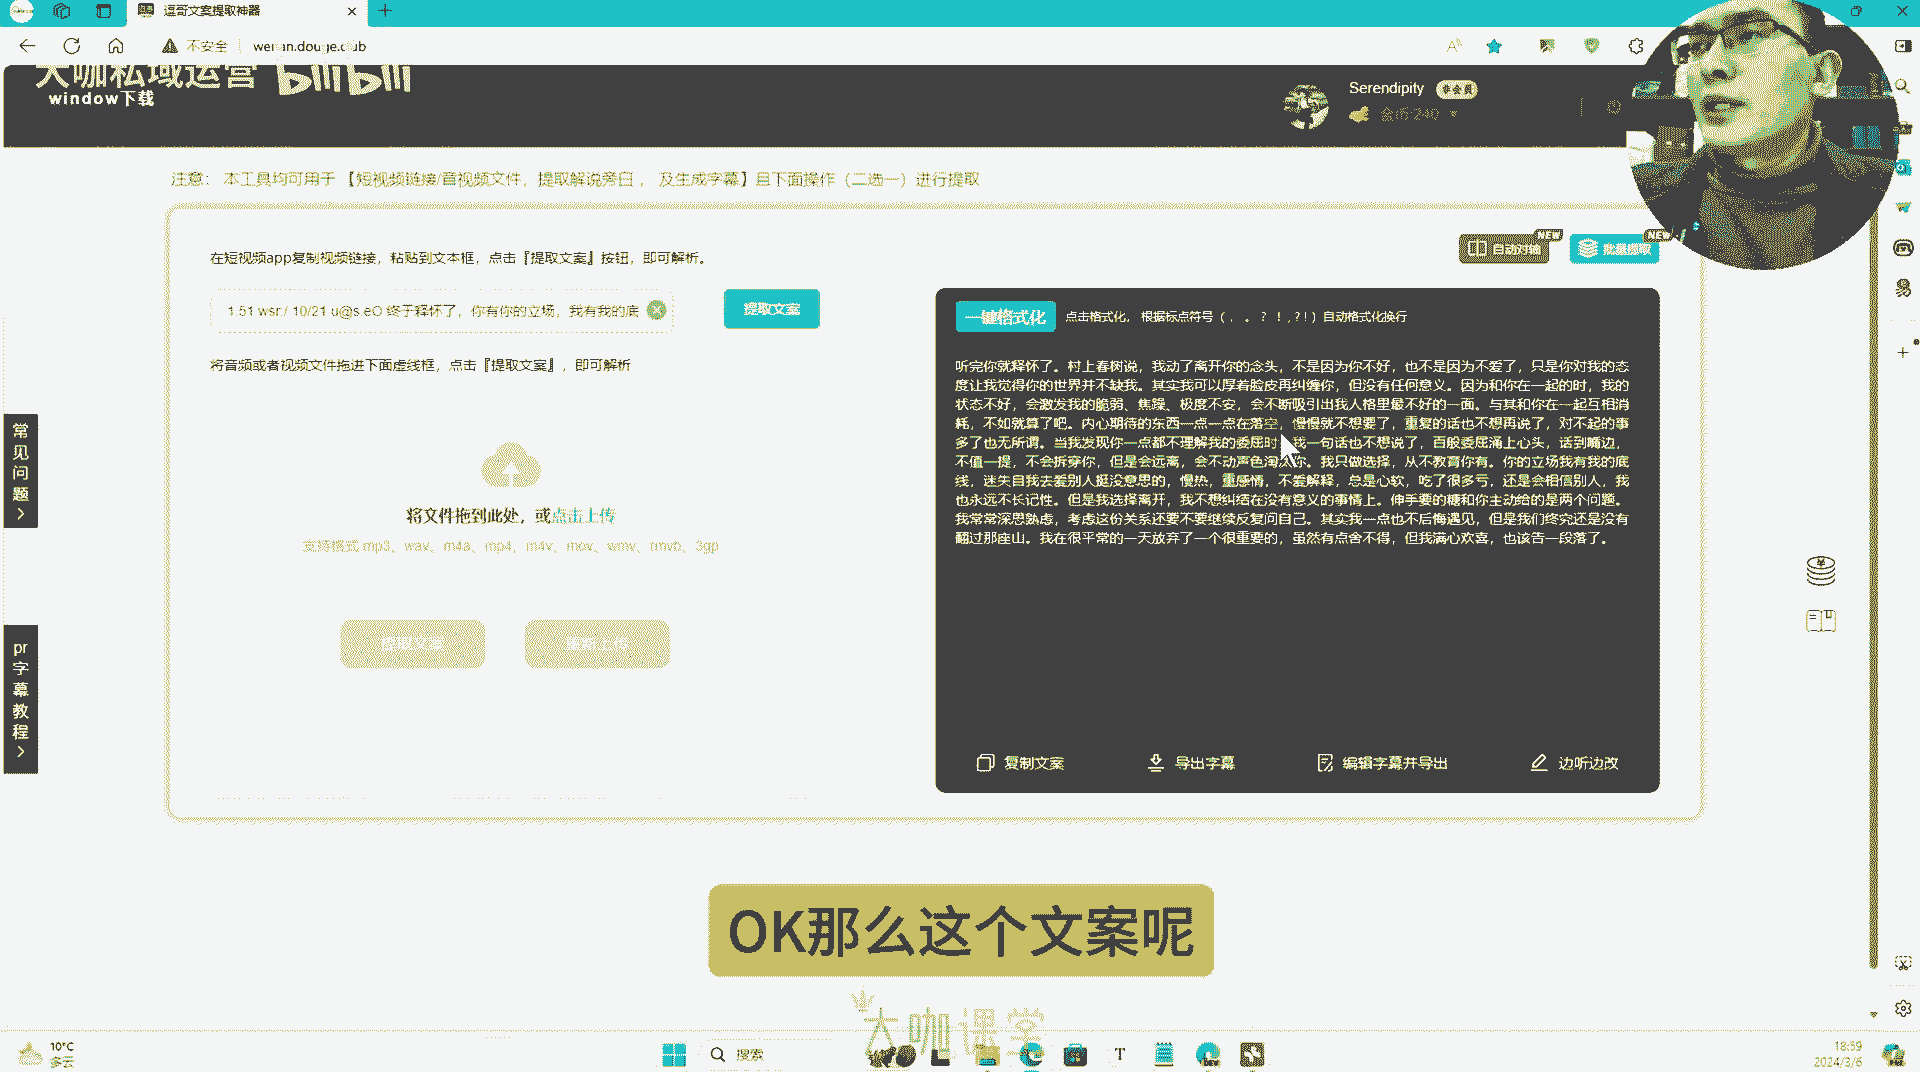 逗哥文案提取神器
不安全
wenan.douge.club
大咖私域运营 bilibili
window下载
Serendipity 非会员
金币:240
注意： 本工具均可用于 【短视频链接/音视频文件，提取解说旁白， 及生成字幕】且下面操作（二选一）进行提取
在短视频app复制视频链接，粘贴到文本框，点击『提取文案』按钮，即可解析。
自动对轴 NEW
批量提取 NEW
1.51 wsr:/ 10/21 u@s.eO 终于释怀了，你有你的立场，我有我的底
提取文案
将音频或者视频文件拖进下面虚线框，点击『提取文案』，即可解析
将文件拖到此处，或点击上传
支持格式 mp3、wav、m4a、mp4、m4v、mov、wmv、rmvb、3gp
提取文案
重新上传
一键格式化
点击格式化， 根据标点符号（ ， 。 ？ ！, ? ! ）自动格式化换行
听完你就释怀了。村上春树说，我动了离开你的念头，不是因为你不好，也不是因为不爱了，只是你对我的态
度让我觉得你的世界并不缺我。其实我可以厚着脸皮再纠缠你，但没有任何意义。因为和你在一起的时，我的
状态不好，会激发我的脆弱、焦躁、极度不安，会不断吸引出我人格里最不好的一面。与其和你在一起互相消
耗，不如就算了吧。内心期待的东西一点一点在落空，慢慢就不想要了，重复的话也不想再说了，对不起的事
多了也无所谓。当我发现你一点都不理解我的委屈时，我一句话也不想说了，百般委屈涌上心头，话到嘴边，
不值一提，不会拆穿你，但是会远离，会不动声色淘汰你。我只做选择，从不教育你有。你的立场我有我的底
线，迷失自我去爱别人挺没意思的，慢热，重感情，不爱解释，总是心软，吃了很多亏，还是会相信别人，我
也永远不长记性。但是我选择离开，我不想纠结在没有意义的事情上。伸手要的糖和你主动给的是两个问题。
我常常深思熟虑，考虑这份关系还要不要继续反复问自己。其实我一点也不后悔遇见，但是我们终究还是没有
翻过那座山。我在很平常的一天放弃了一个很重要的，虽然有点舍不得，但我满心欢喜，也该告一段落了。
复制文案
导出字幕
编辑字幕并导出
边听边改
常见问题
pr字幕教程
OK那么这个文案呢
大咖课堂
10°C
多云
搜索
18:59
2024/3/6